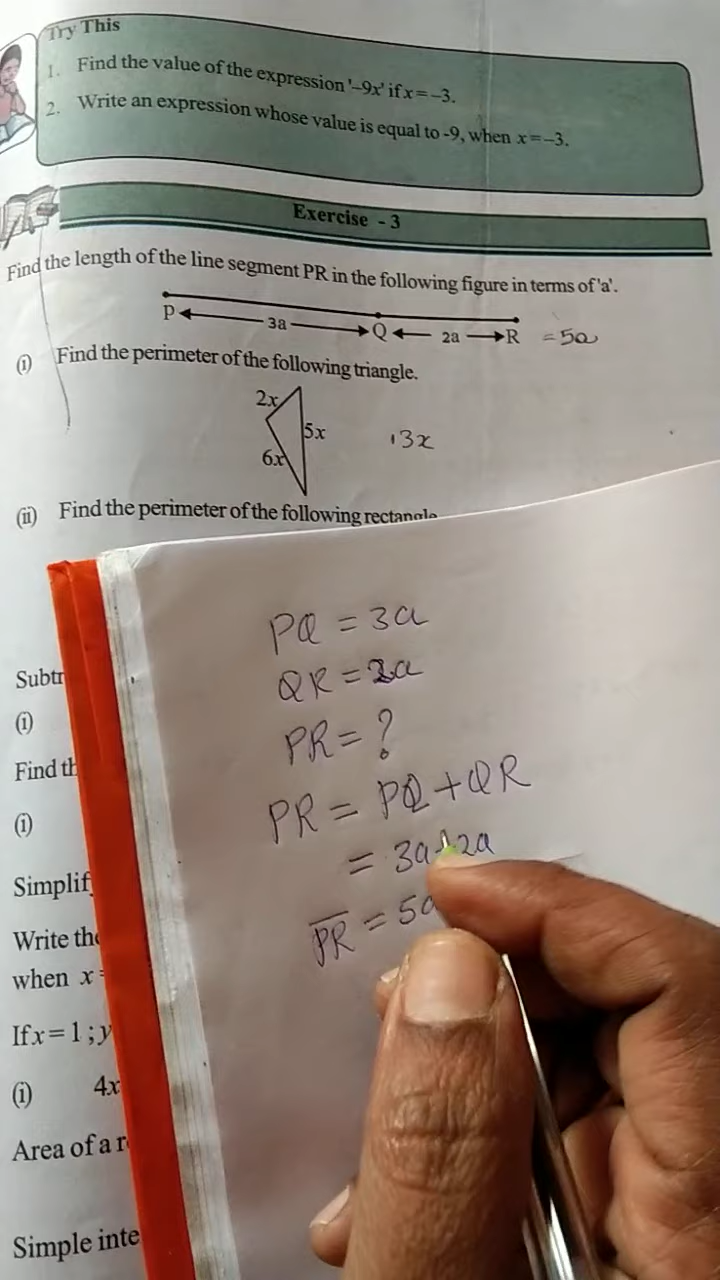 Try This
1. Find the value of the expression '–9x' if x = –3.
2. Write an expression whose value is equal to -9, when x = –3.
Exercise - 3
Find the length of the line segment PR in the following figure in terms of 'a'.
P 3a Q 2a R = 5a
(i) Find the perimeter of the following triangle.
2x
5x 13x
6x
(ii) Find the perimeter of the following rectangle
PQ = 3a
QR = 2a
PR = ?
PR = PQ + QR
= 3a + 2a
PR = 5a
Subtr
(i)
Find th
(i)
Simplif
Write the
when x =
If x = 1 ; y
(i) 4x
Area of a r
Simple inte